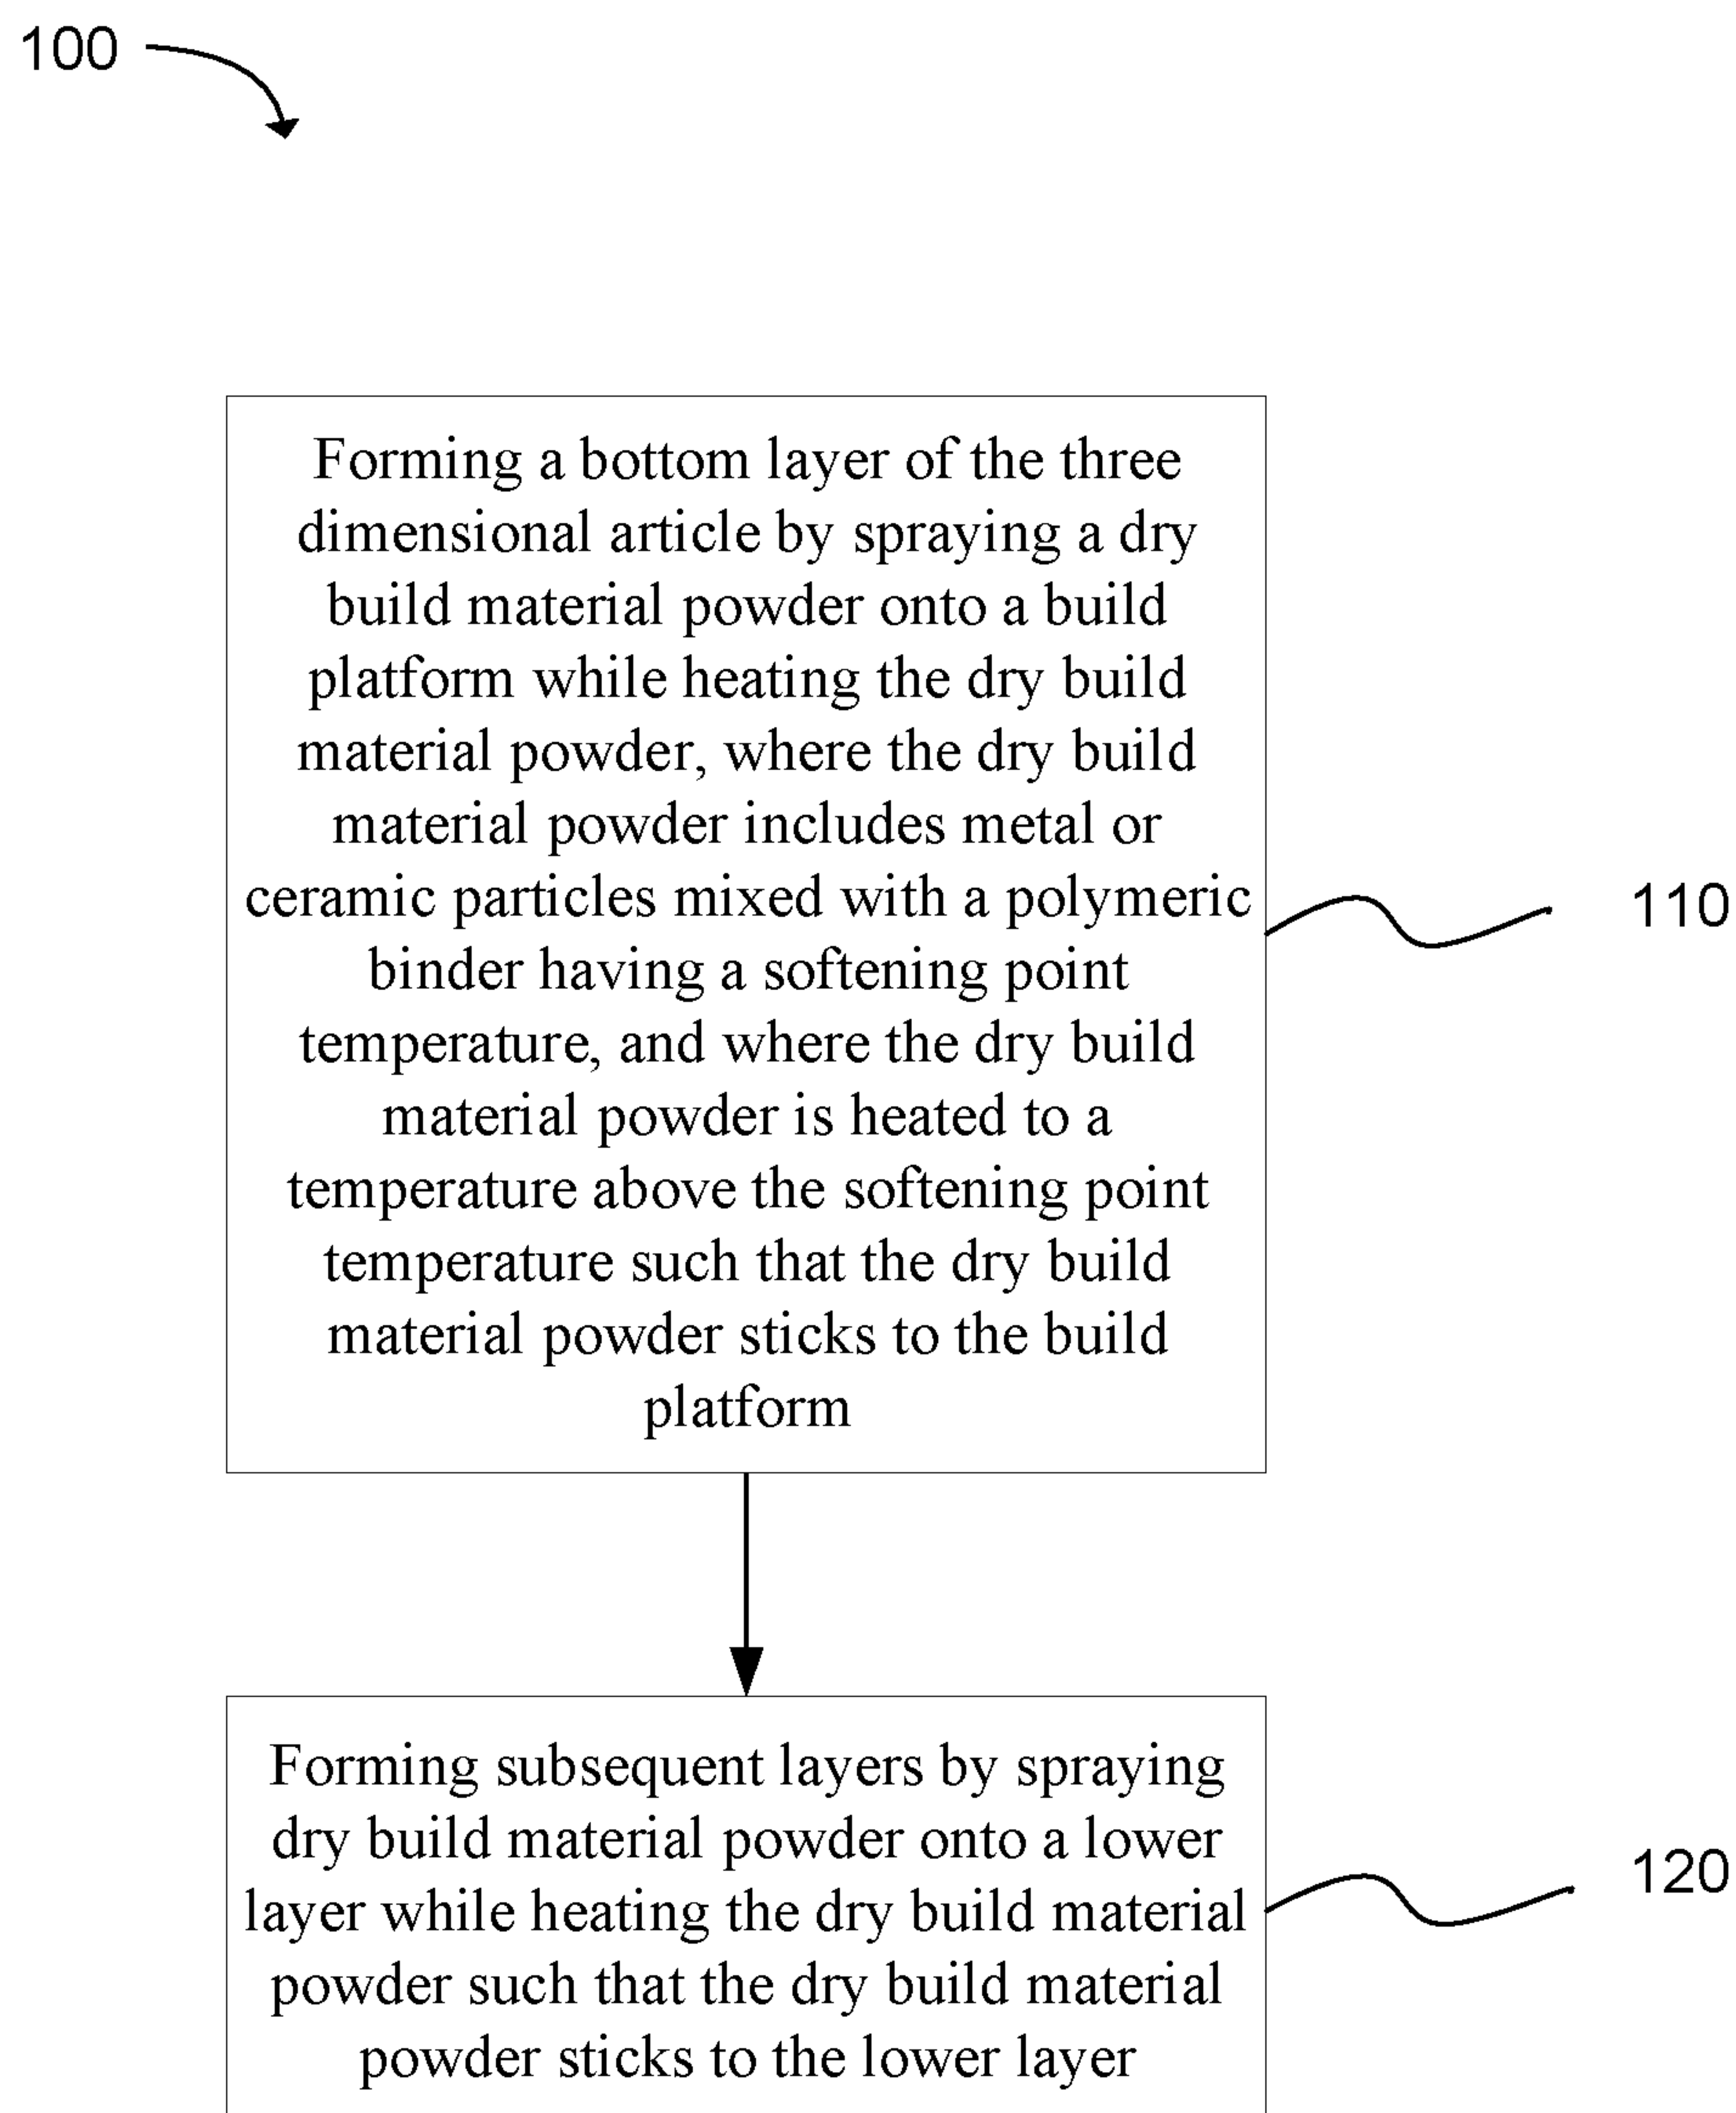 100
Forming a bottom layer of the three
dimensional article by spraying a dry
build material powder onto a build
platform while heating the dry build
material powder, where the dry build
material powder includes metal or
ceramic particles mixed with a polymeric
binder having a softening point
temperature, and where the dry build
material powder is heated to a
temperature above the softening point
temperature such that the dry build
material powder sticks to the build
platform
110
Forming subsequent layers by spraying
dry build material powder onto a lower
layer while heating the dry build material
powder such that the dry build material
powder sticks to the lower layer
120